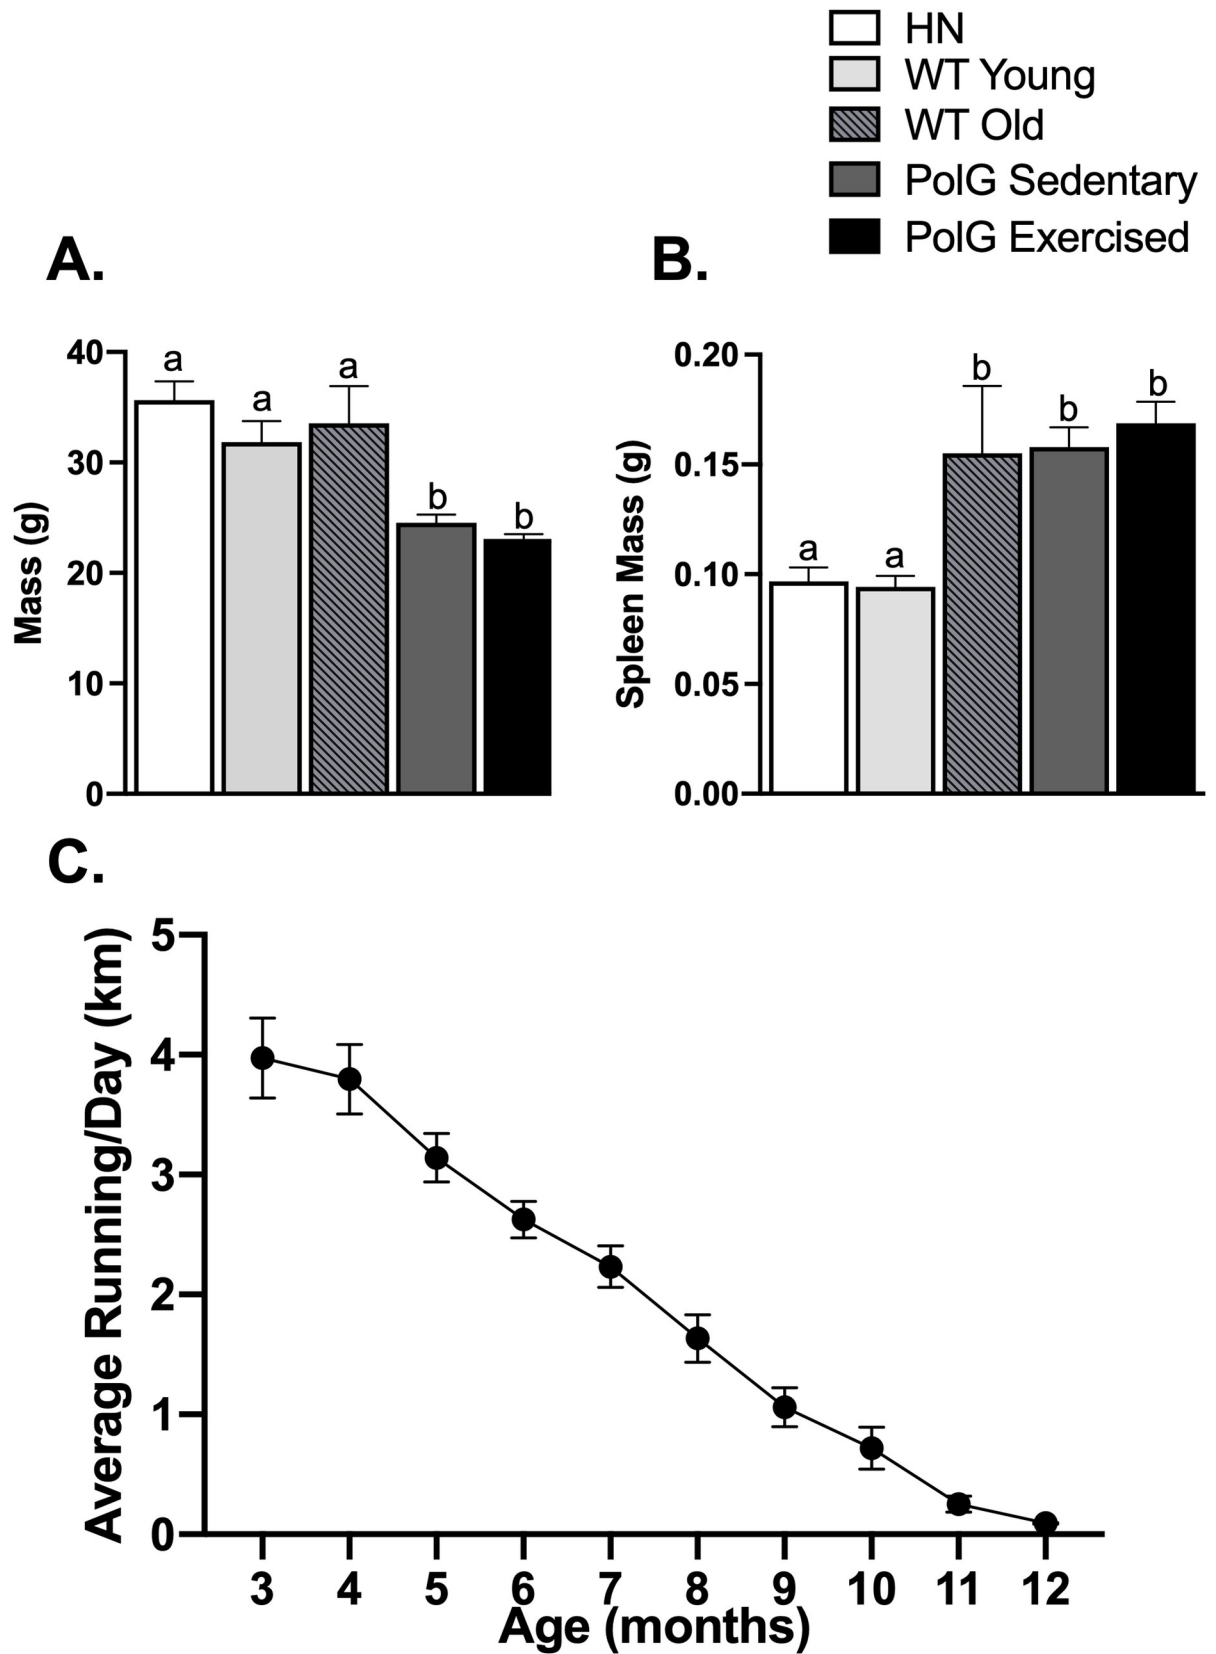 HN
WT Young
WT Old
PolG Sedentary
PolG Exercised
A.
B.
Mass (g)
40
30
20
10
0
a
a
a
b
b
Spleen Mass (g)
0.20
0.15
0.10
0.05
0.00
a
a
b
b
b
C.
Average Running/Day (km)
5
4
3
2
1
0
3 4 5 6 7 8 9 10 11 12
Age (months)